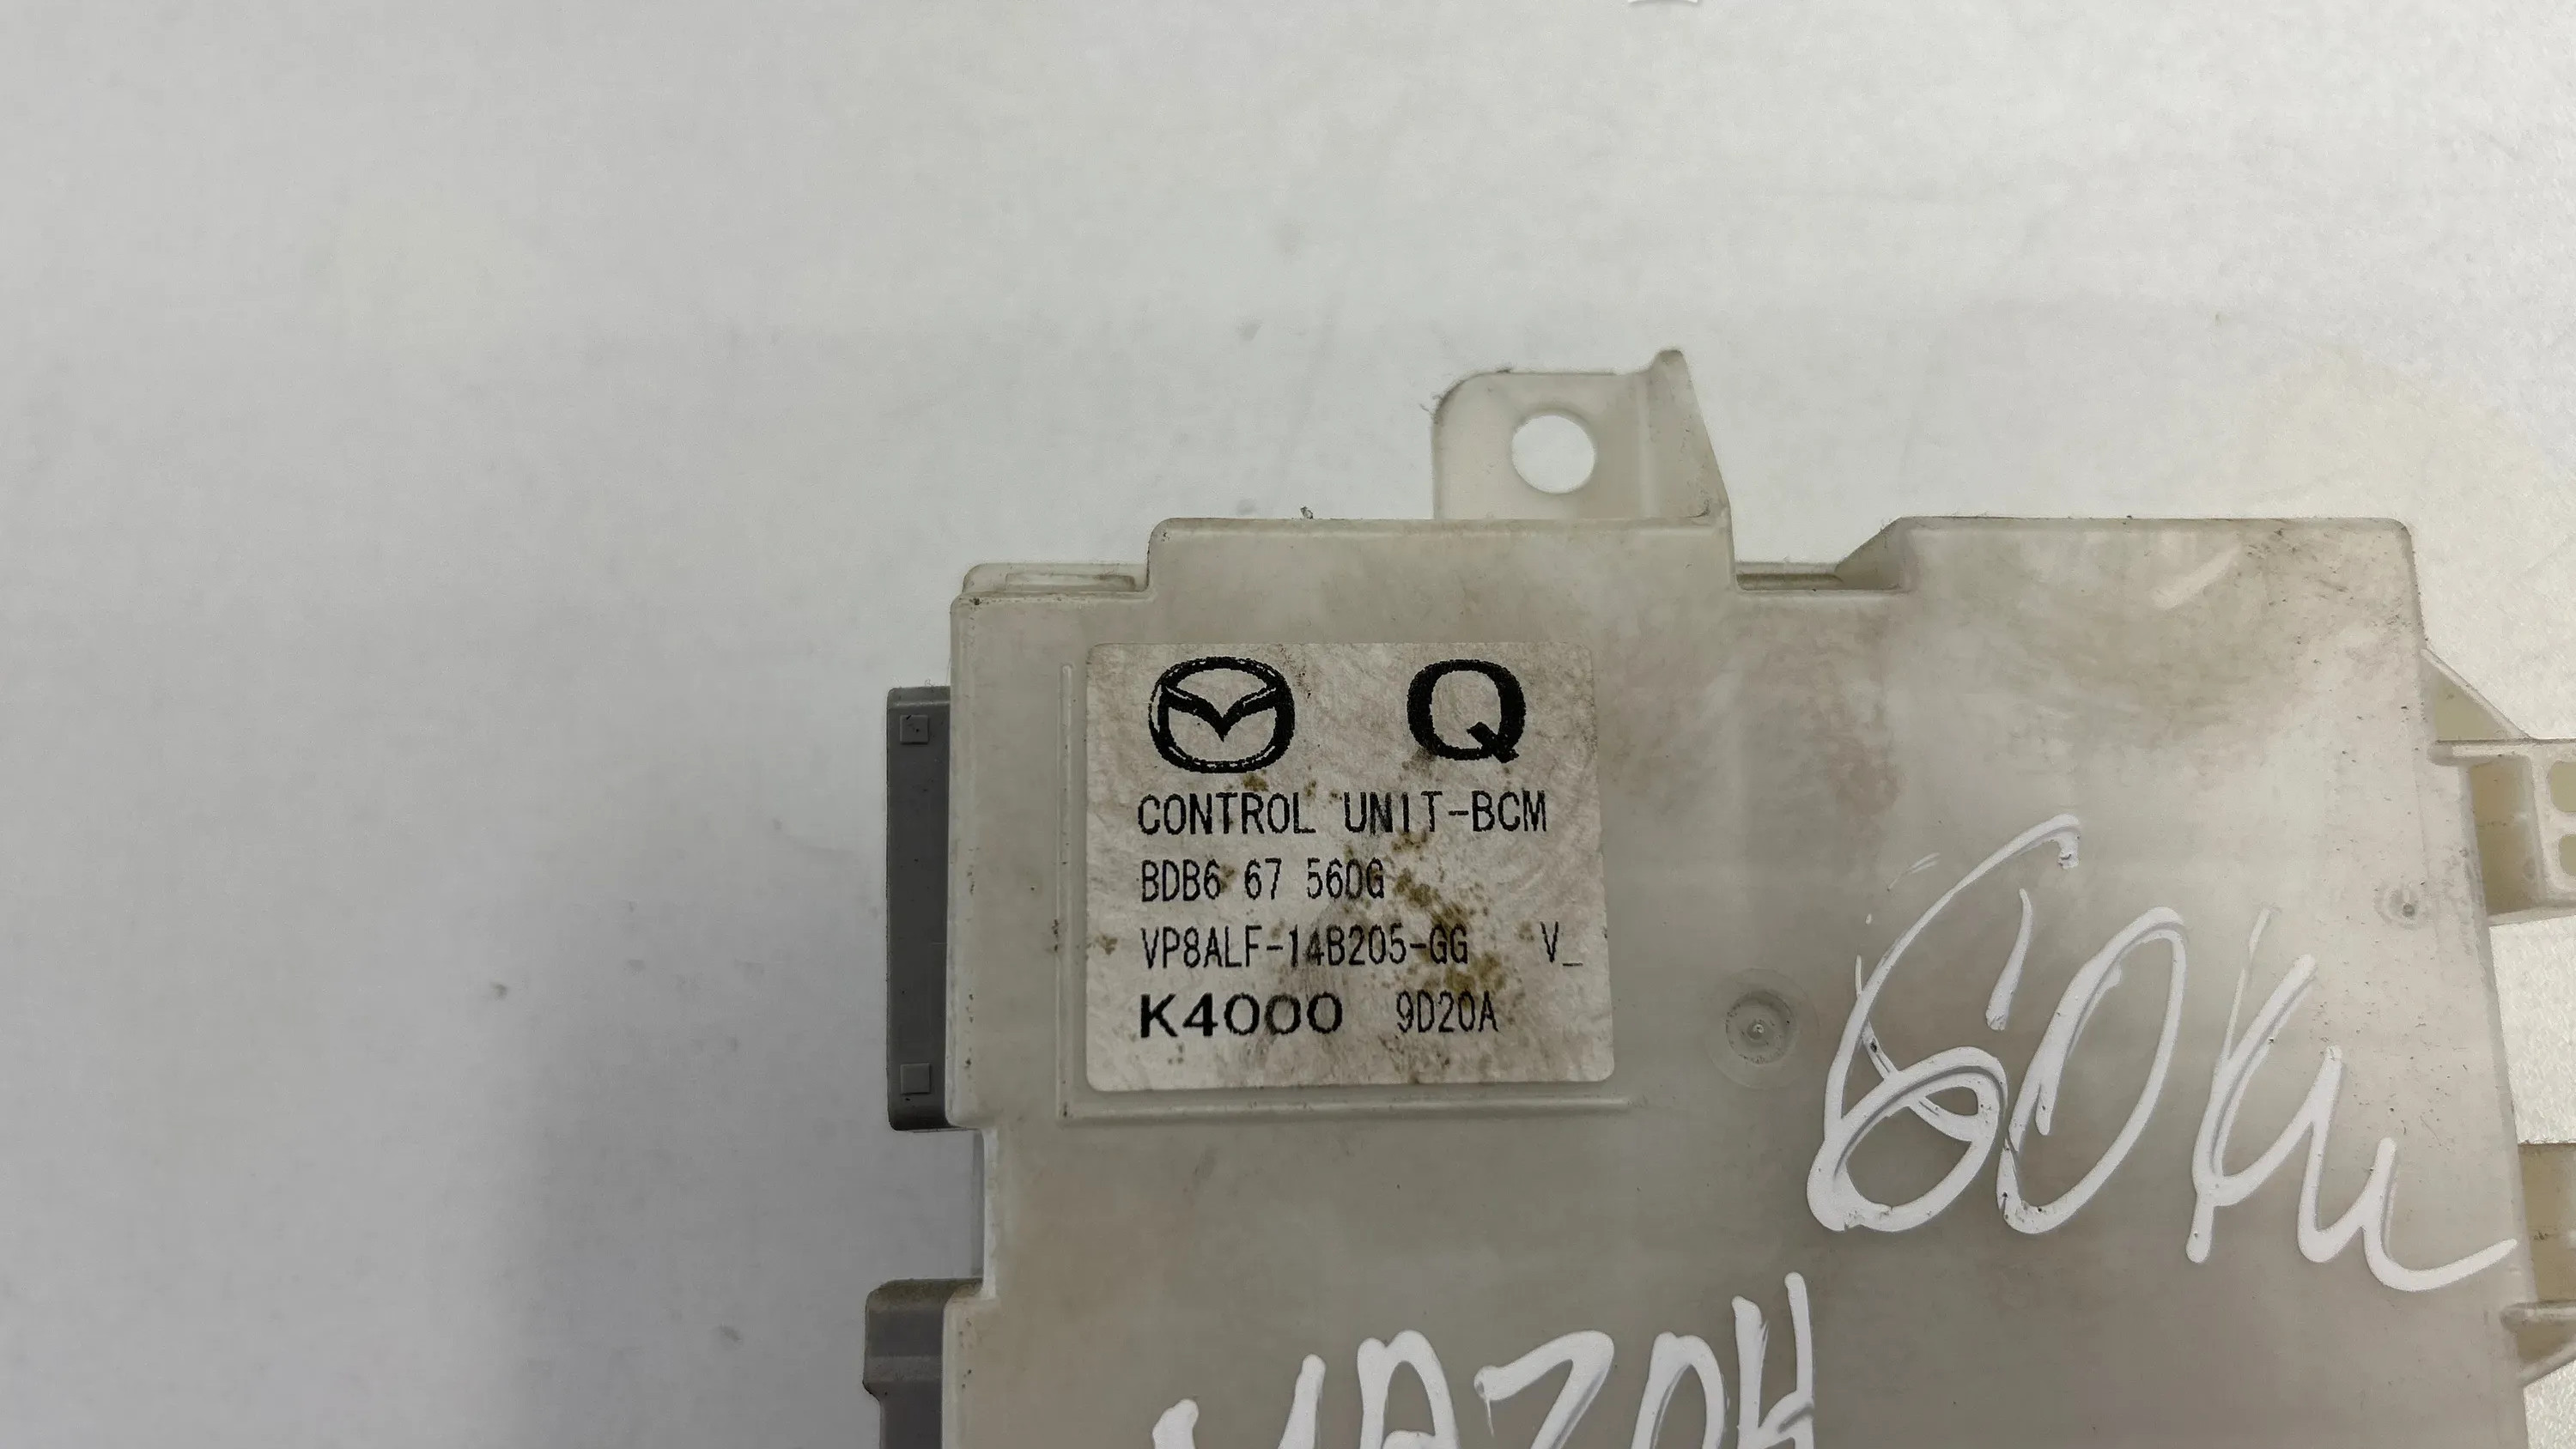 Q
CONTROL UNIT-BCM
BDB6 67 560G
VP8ALF-14B205-GG V_
K4000 9D20A